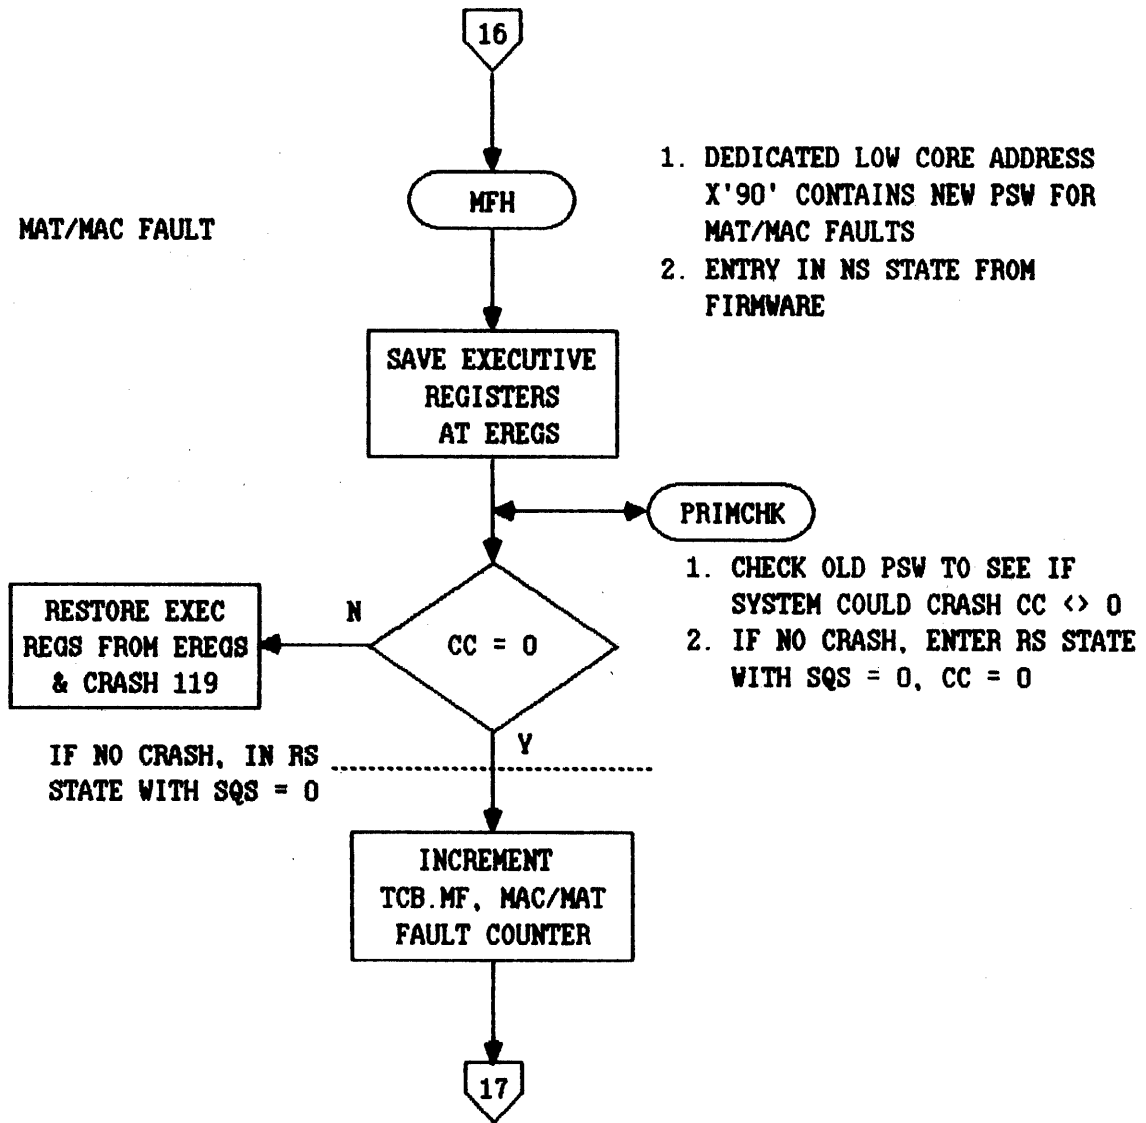 16
MFH
1. DEDICATED LOW CORE ADDRESS
X'90' CONTAINS NEW PSW FOR
MAT/MAC FAULTS
2. ENTRY IN NS STATE FROM
FIRMWARE
MAT/MAC FAULT
SAVE EXECUTIVE
REGISTERS
AT EREGS
PRIMCHK
1. CHECK OLD PSW TO SEE IF
SYSTEM COULD CRASH CC <> 0
2. IF NO CRASH, ENTER RS STATE
WITH SQS = 0, CC = 0
CC = 0
N
RESTORE EXEC
REGS FROM EREGS
& CRASH 119
Y
IF NO CRASH, IN RS
STATE WITH SQS = 0
INCREMENT
TCB.MF, MAC/MAT
FAULT COUNTER
17